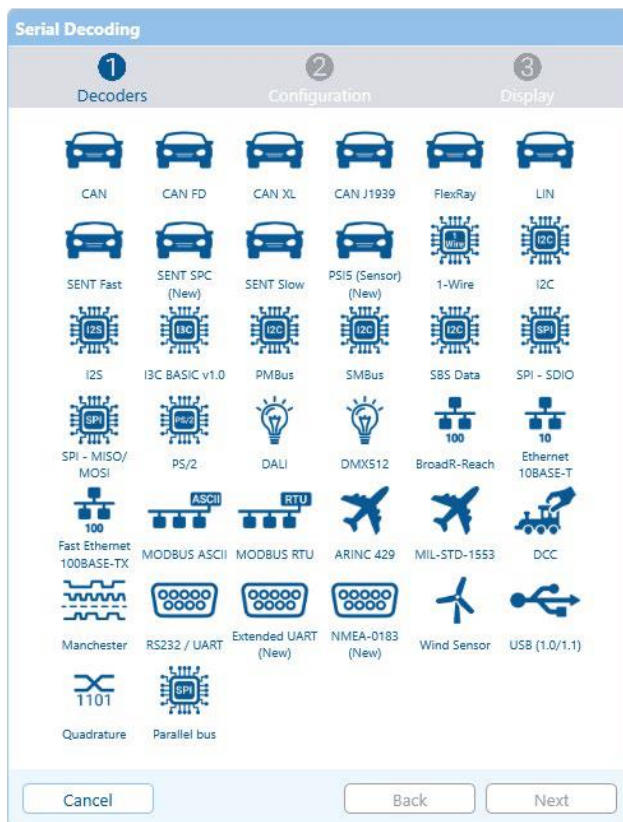 Serial Decoding
1 2 3
Decoders Configuration Display
CAN CAN FD CAN XL CAN J1939 FlexRay LIN
1 Wire I2C
SENT Fast SENT SPC (New) SENT Slow PSI5 (Sensor) (New) 1-Wire I2C
I2S I3C I2C I2C I2C SPI
I2S I3C BASIC v1.0 PMBus SMBus SBS Data SPI - SDIO
SPI PS/2 100 10
SPI - MISO/ MOSI PS/2 DALI DMX512 BroadR-Reach Ethernet 10BASE-T
100 ASCII RTU
Fast Ethernet 100BASE-TX MODBUS ASCII MODBUS RTU ARINC 429 MIL-STD-1553 DCC
Manchester RS232 / UART Extended UART (New) NMEA-0183 (New) Wind Sensor USB (1.0/1.1)
1101 SPI
Quadrature Parallel bus
Cancel Back Next